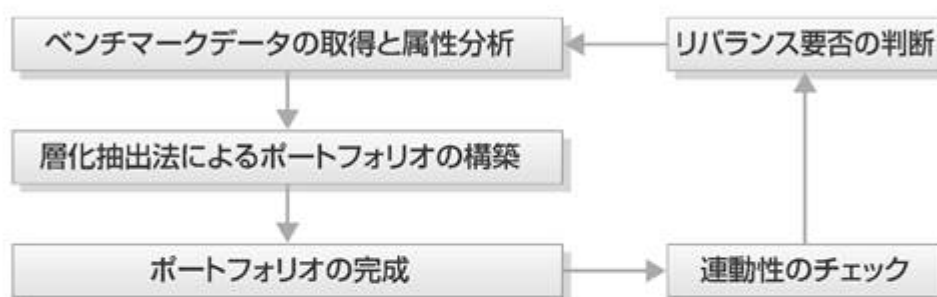 ベンチマークデータの取得と属性分析
リバランス要否の判断
層化抽出法によるポートフォリオの構築
ポートフォリオの完成
連動性のチェック